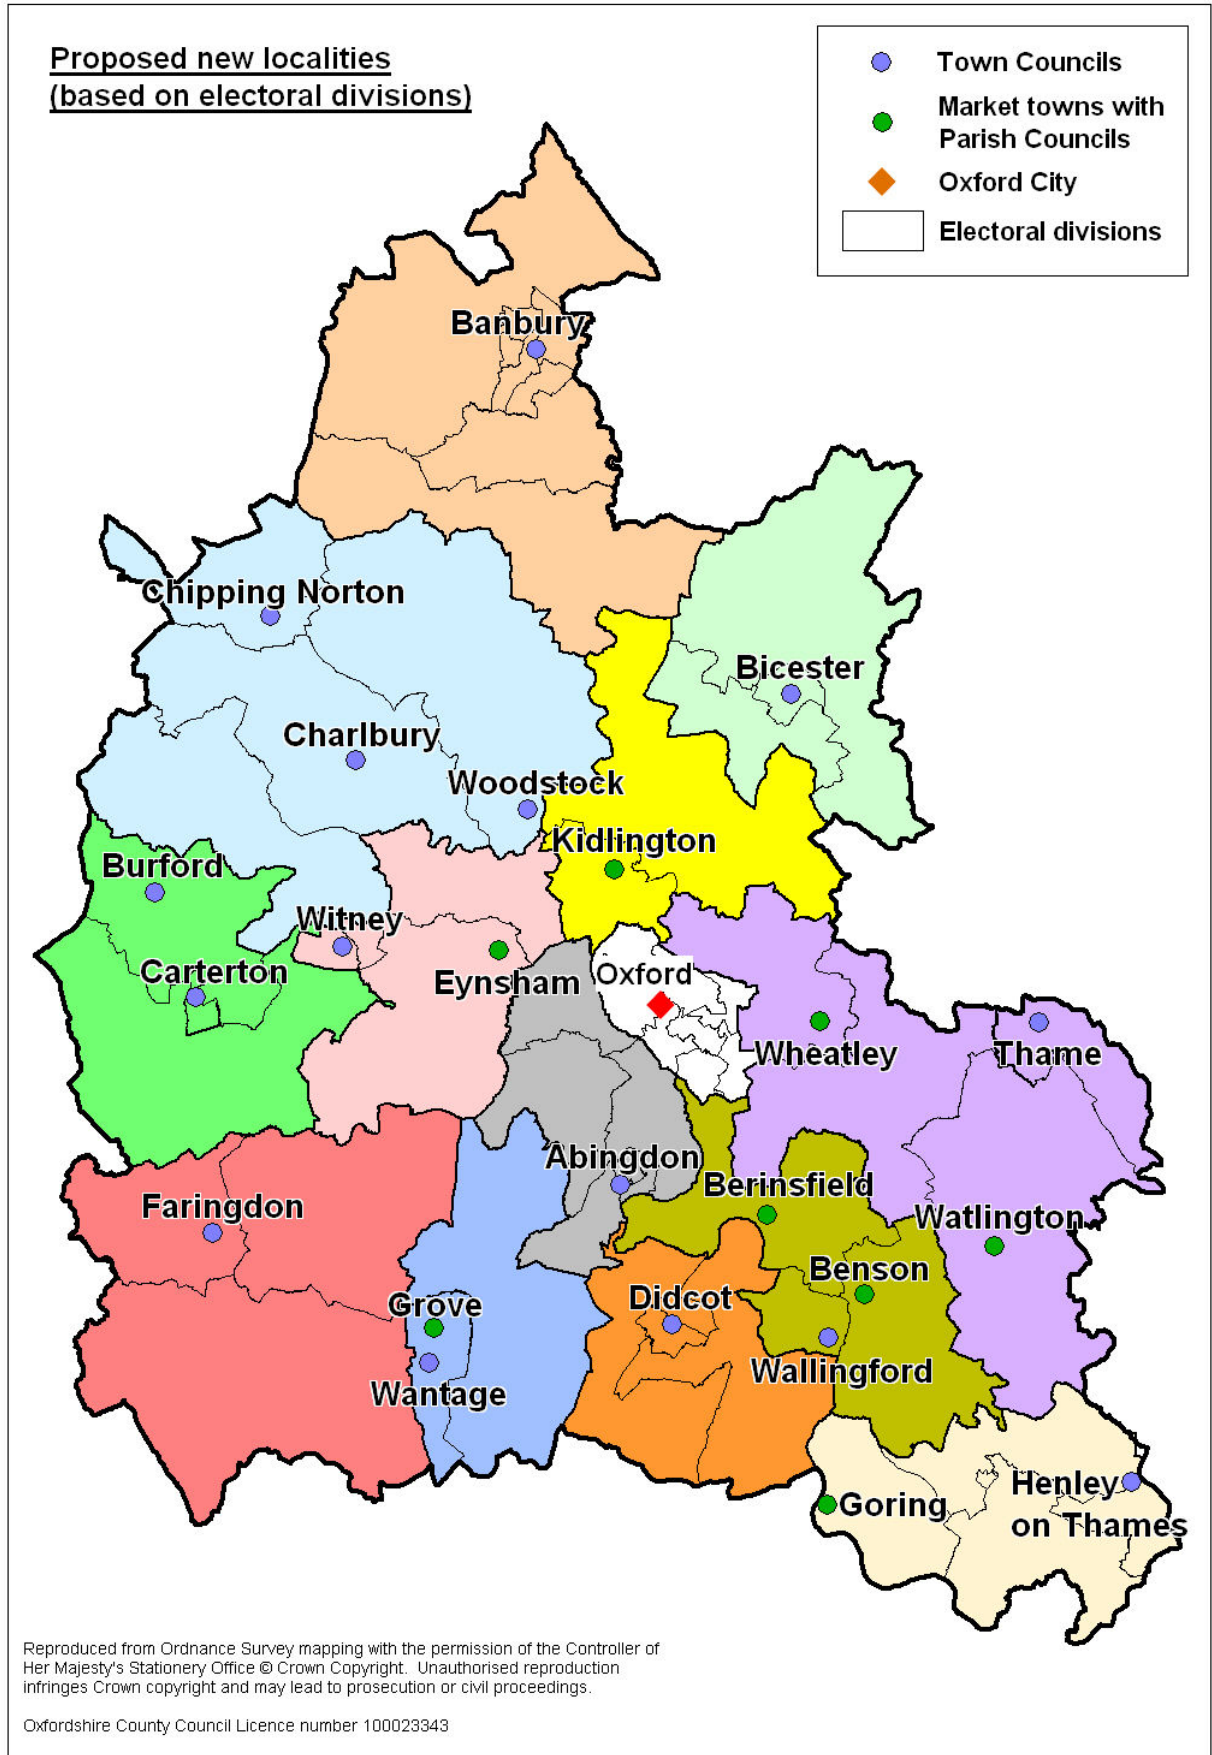 Proposed new localities
(based on electoral divisions)
Town Councils
Market towns with
Parish Councils
Oxford City
Electoral divisions
Banbury
Chipping Norton
Bicester
Charlbury
Woodstock
Kidlington
Burford
Witney
Carterton
Eynsham
Oxford
Wheatley
Thame
Abingdon
Berinsfield
Faringdon
Watlington
Benson
Didcot
Grove
Wallingford
Wantage
Goring
Henley
on Thames
Reproduced from Ordnance Survey mapping with the permission of the Controller of
Her Majesty's Stationery Office © Crown Copyright. Unauthorised reproduction
infringes Crown copyright and may lead to prosecution or civil proceedings.
Oxfordshire County Council Licence number 100023343